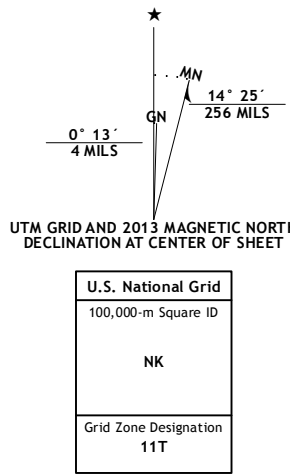 MN
14° 25´
256 MILS
GN
0° 13´
4 MILS
UTM GRID AND 2013 MAGNETIC NORTH
DECLINATION AT CENTER OF SHEET
U.S. National Grid
100,000-m Square ID
NK
Grid Zone Designation
11T